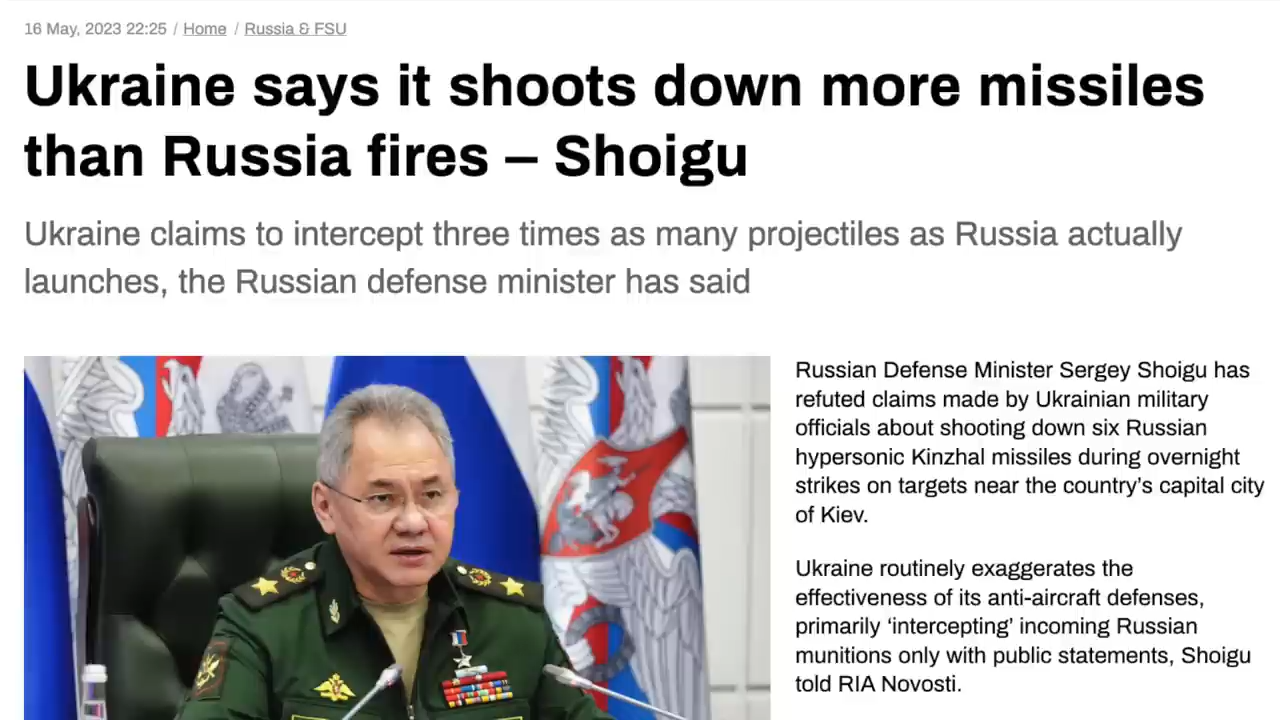 16 May, 2023 22:25 / Home / Russia & FSU
Ukraine says it shoots down more missiles
than Russia fires – Shoigu
Ukraine claims to intercept three times as many projectiles as Russia actually
launches, the Russian defense minister has said
Russian Defense Minister Sergey Shoigu has
refuted claims made by Ukrainian military
officials about shooting down six Russian
hypersonic Kinzhal missiles during overnight
strikes on targets near the country’s capital city
of Kiev.
Ukraine routinely exaggerates the
effectiveness of its anti-aircraft defenses,
primarily ‘intercepting’ incoming Russian
munitions only with public statements, Shoigu
told RIA Novosti.